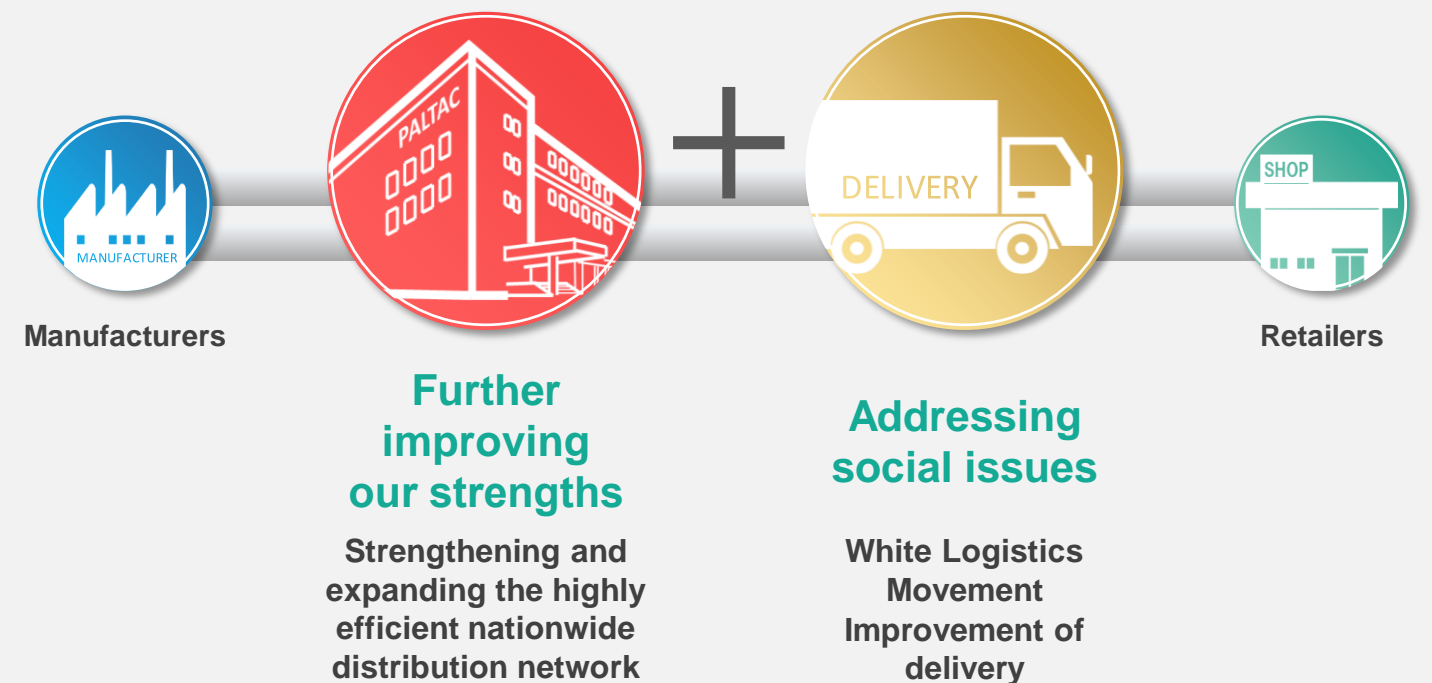 PALTAC
DELIVERY
SHOP
MANUFACTURER
Manufacturers
Retailers
Further
improving
our strengths
Strengthening and
expanding the highly
efficient nationwide
distribution network
Addressing
social issues
White Logistics
Movement
Improvement of
delivery